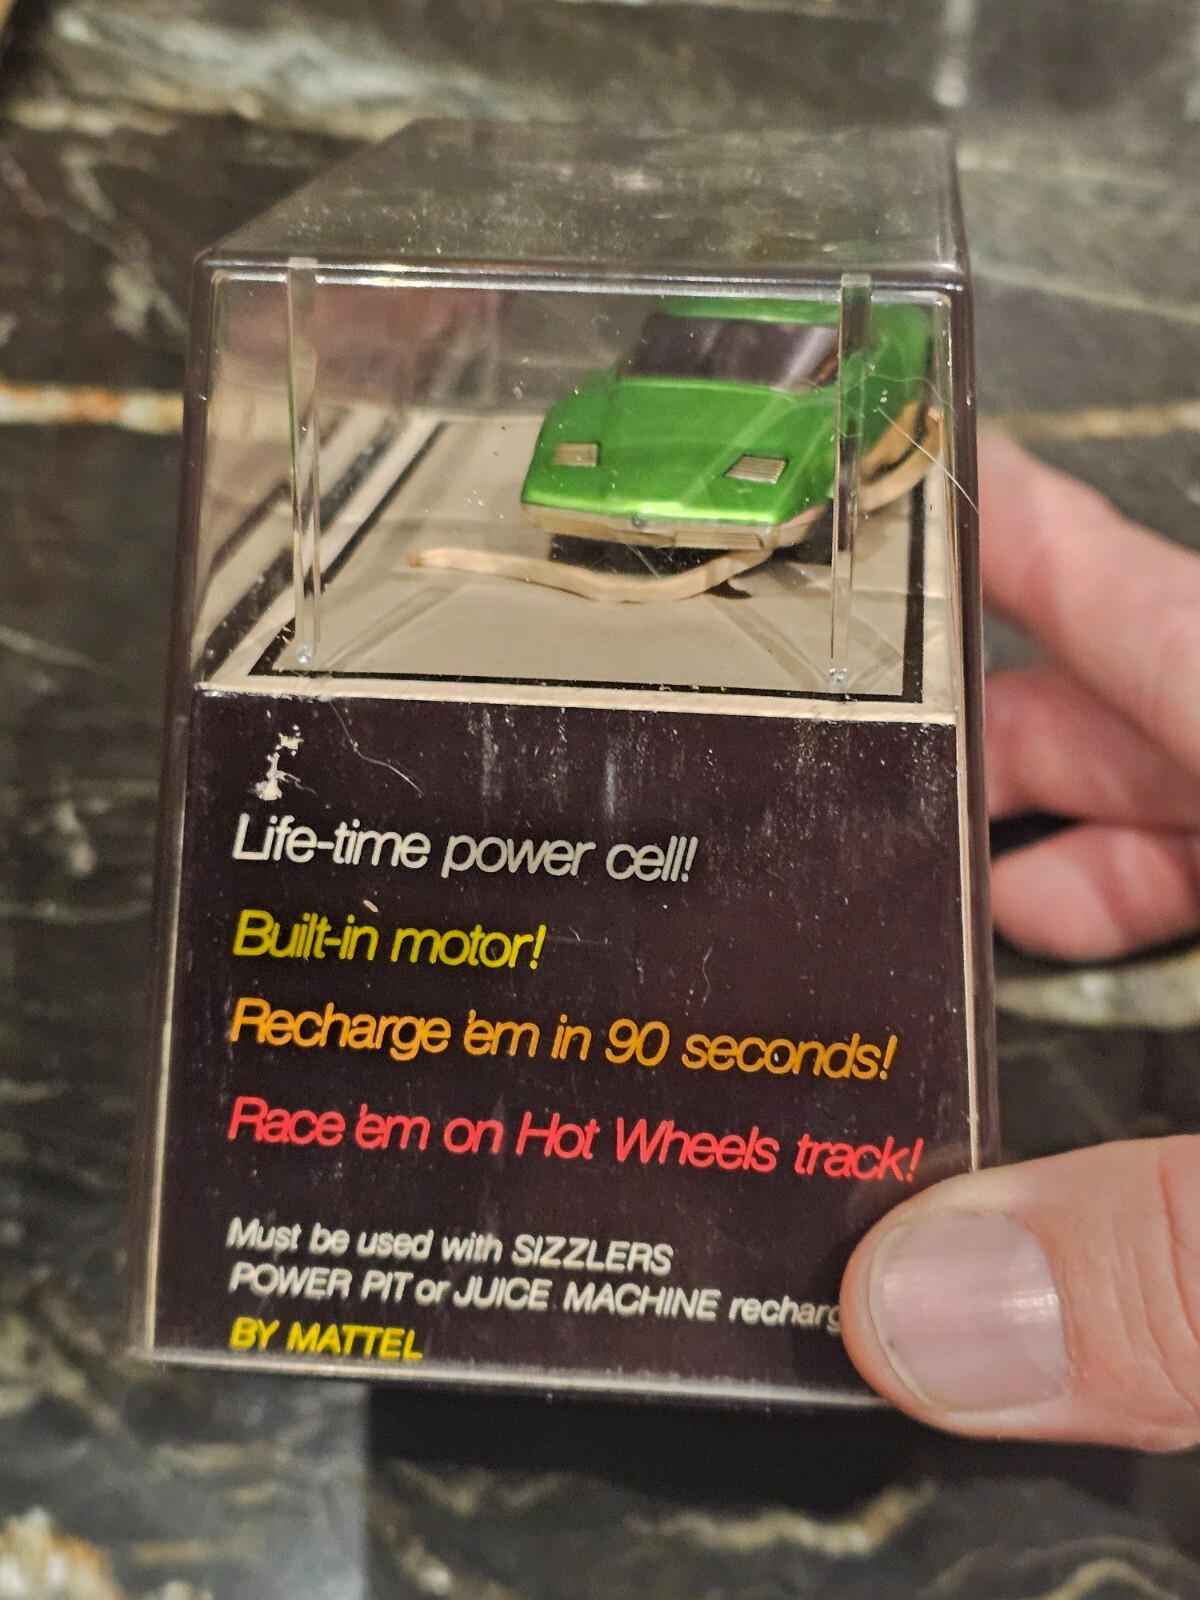 Life-time power cell!
Built-in motor!
Recharge 'em in 90 seconds!
Race 'em on Hot Wheels track!
Must be used with SIZZLERS
POWER PIT or JUICE MACHINE
BY MATTEL